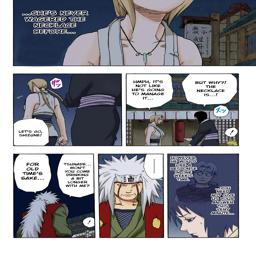 ...SHE'S NEVER
WAGERED THE
NECKLACE
BEFORE...
HMPH, IT'S
NOT LIKE
HE'S GOING
TO MANAGE
IT...
BUT WHY?!
THE
NECKLACE
IS...!
LET'S GO,
SHIZUNE!
FOR
OLD
TIME'S
SAKE...
TSUNADE...
WON'T
YOU COME
DRINKING
A BIT
LONGER
WITH ME?